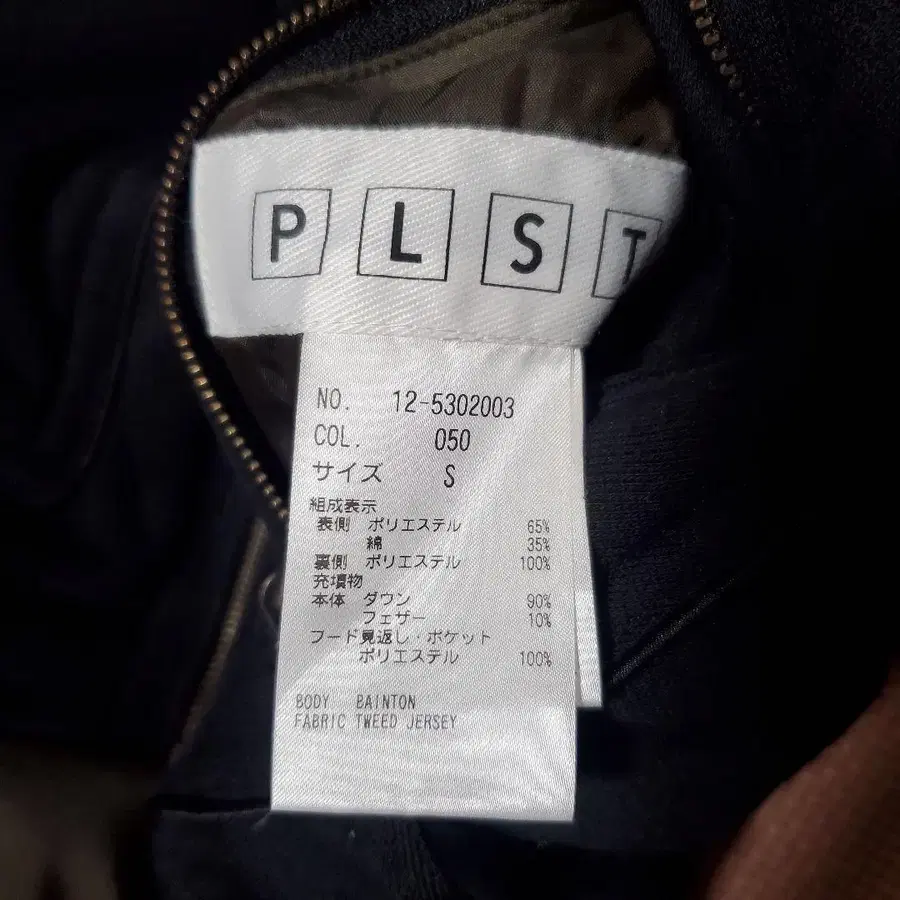 PLST
NO. 12-5302003
COL. 050
サイズ S
組成表示
表側 ポリエステル 65%
綿 35%
裏側 ポリエステル 100%
充填物
本体 ダウン 90%
フェザー 10%
フード見返し・ポケット
ポリエステル 100%
BODY BAINTON
FABRIC TWEED JERSEY